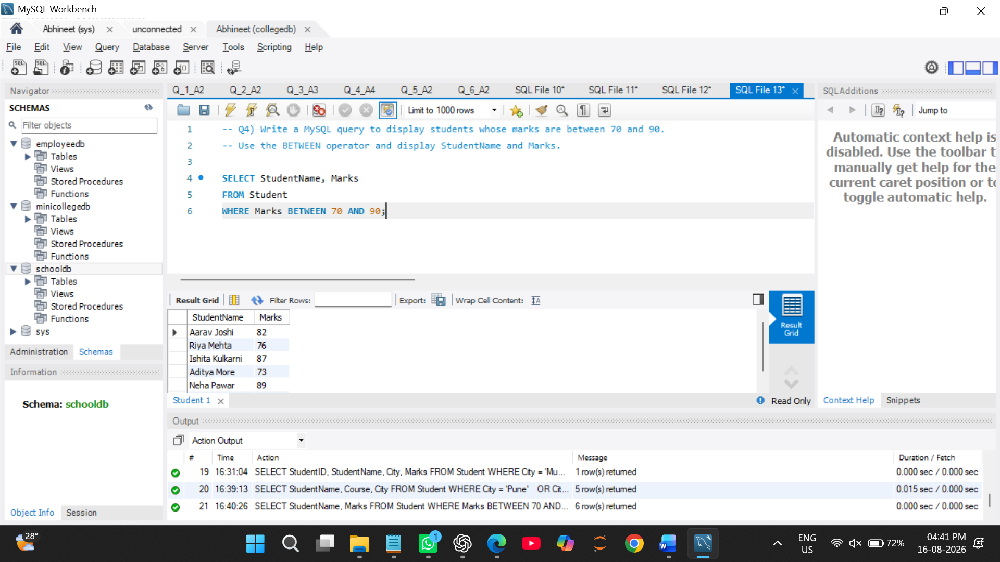 MySQL Workbench
Abhineet (sys)
unconnected
Abhineet (collegedb)
File Edit View Query Database Server Tools Scripting Help
Navigator
SCHEMAS
Filter objects
employeedb
Tables
Views
Stored Procedures
Functions
minicollegedb
Tables
Views
Stored Procedures
Functions
schooldb
Tables
Views
Stored Procedures
Functions
sys
Administration Schemas
Information
Schema: schooldb
Object Info Session
Q_1_A2 Q_2_A2 Q_3_A3 Q_4_A4 Q_5_A2 Q_6_A2 SQL File 10* SQL File 11* SQL File 12* SQL File 13*
Limit to 1000 rows
1 -- Q4) Write a MySQL query to display students whose marks are between 70 and 90.
2 -- Use the BETWEEN operator and display StudentName and Marks.
3
4 SELECT StudentName, Marks
5 FROM Student
6 WHERE Marks BETWEEN 70 AND 90;
Result Grid Filter Rows: Export: Wrap Cell Content:
StudentName Marks
Aarav Joshi 82
Riya Mehta 76
Ishita Kulkarni 87
Aditya More 73
Neha Pawar 89
Result
Grid
Student 1
Read Only
SQLAdditions
Jump to
Automatic context help is
disabled. Use the toolbar t
manually get help for the
current caret position or to
toggle automatic help.
Context Help Snippets
Output
Action Output
# Time Action Message Duration / Fetch
19 16:31:04 SELECT StudentID, StudentName, City, Marks FROM Student WHERE City = 'Mu... 1 row(s) returned 0.000 sec / 0.000 sec
20 16:39:13 SELECT StudentName, Course, City FROM Student WHERE City = 'Pune' OR Cit... 5 row(s) returned 0.015 sec / 0.000 sec
21 16:40:26 SELECT StudentName, Marks FROM Student WHERE Marks BETWEEN 70 AND... 6 row(s) returned 0.000 sec / 0.000 sec
28°
1
ENG
US
72%
04:41 PM
16-08-2026